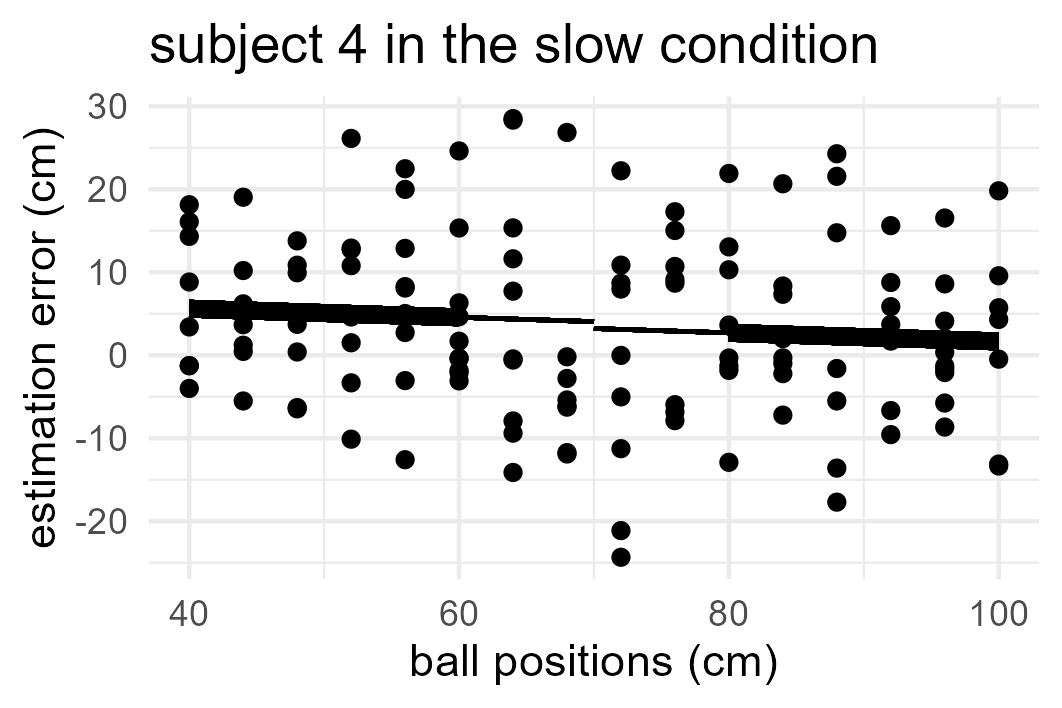 subject 4 in the slow condition
estimation error (cm)
30
20
10
0
-10
-20
40 60 80 100
ball positions (cm)